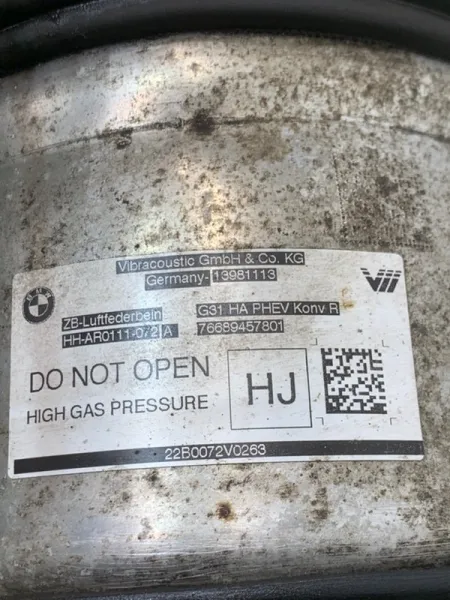 Vibracoustic GmbH & Co. KG
Germany-13981113
BMW
ZB-Luftfederbein
G31 HA PHEV Konv R
HH-AR0111-072|A
76689457801
DO NOT OPEN
HIGH GAS PRESSURE
HJ
22B0072V0263